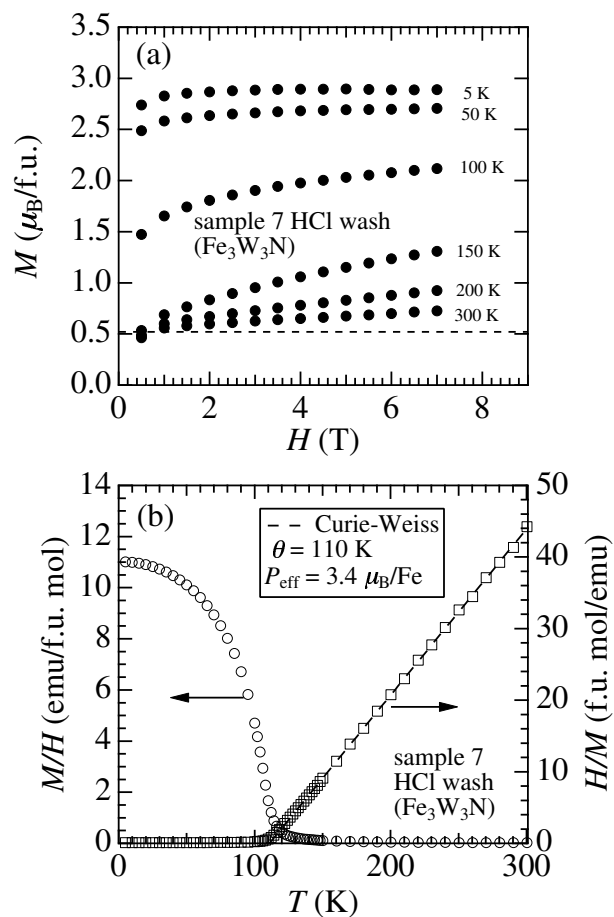 (a)
3.5
3.0
2.5
2.0
1.5
1.0
0.5
0.0
M (μB/f.u.)
5 K
50 K
100 K
150 K
200 K
300 K
sample 7 HCl wash
(Fe3W3N)
0 2 4 6 8
H (T)
(b)
14
12
10
8
6
4
2
0
M/H (emu/f.u. mol)
Curie-Weiss
θ = 110 K
Peff = 3.4 μB/Fe
50
40
30
20
10
0
H/M (f.u. mol/emu)
sample 7
HCl wash
(Fe3W3N)
0 100 200 300
T (K)